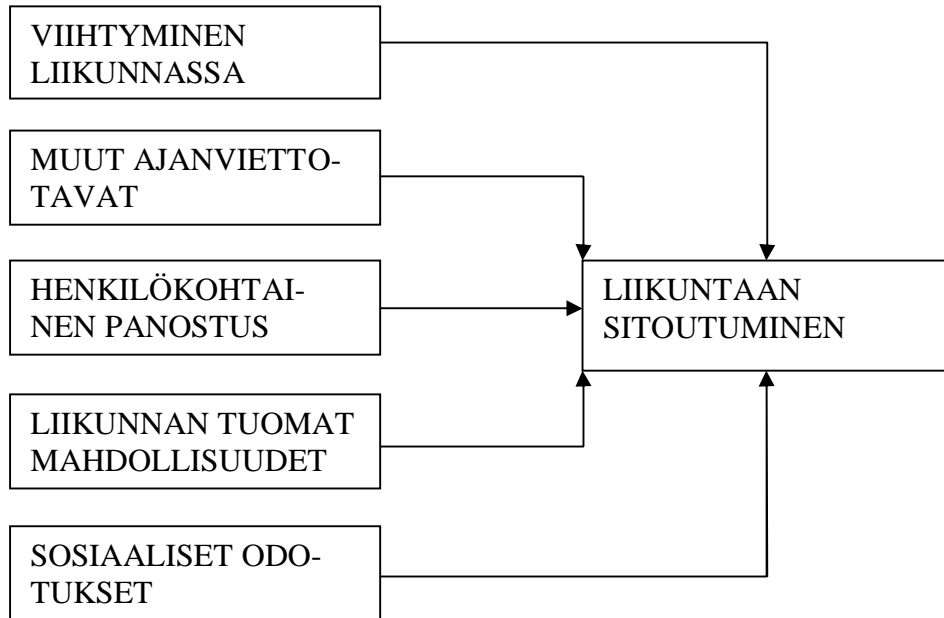 VIIHTYMINEN
LIIKUNNASSA
MUUT AJANVIETTO-
TAVAT
HENKILÖKOHTAI-
NEN PANOSTUS
LIIKUNTAAN
SITOUTUMINEN
LIIKUNNAN TUOMAT
MAHDOLLISUUDET
SOSIAALISET ODO-
TUKSET